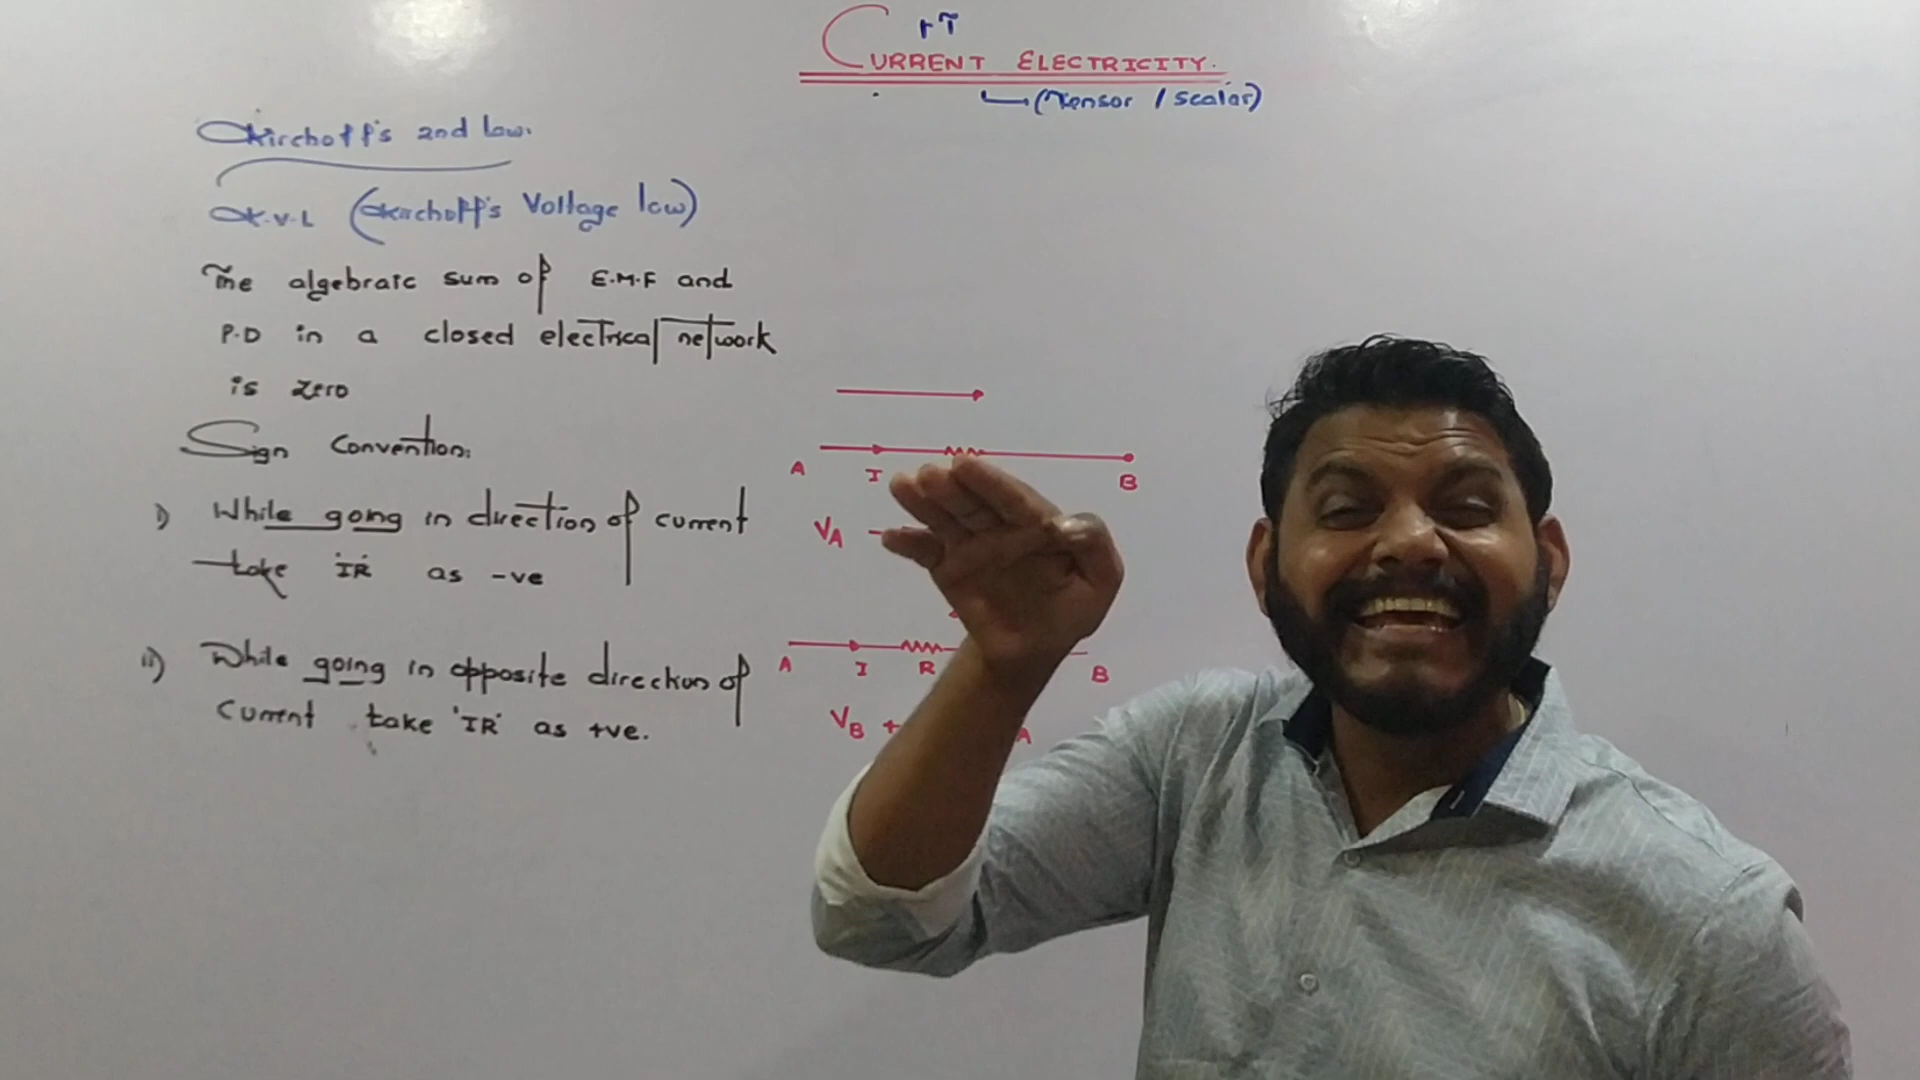 CURRENT ELECTRICITY.
(Tensor / scalar)
Kirchoff's 2nd law.
K.V.L (Kirchoff's Voltage law)
The algebraic sum of E.M.F and
P.D in a closed electrical network
is zero
Sign Convention:
i) While going in direction of current
take 'IR' as -ve
ii) While going in opposite direction of
current take 'IR' as +ve.
A I B
VA -
A I R B
VB + A